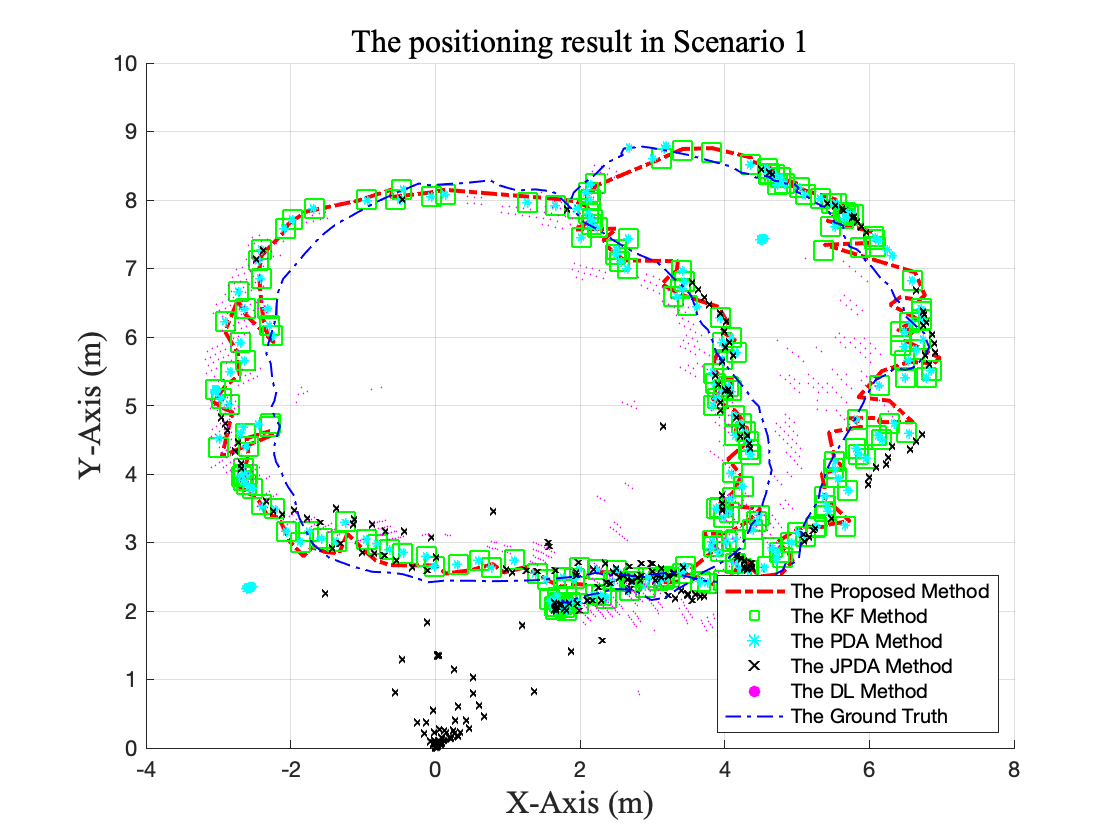 The positioning result in Scenario 1
10
9
8
7
6
5
4
3
2
1
0
Y-Axis (m)
-4
-2
0
2
4
6
8
X-Axis (m)
The Proposed Method
The KF Method
The PDA Method
The JPDA Method
The DL Method
The Ground Truth